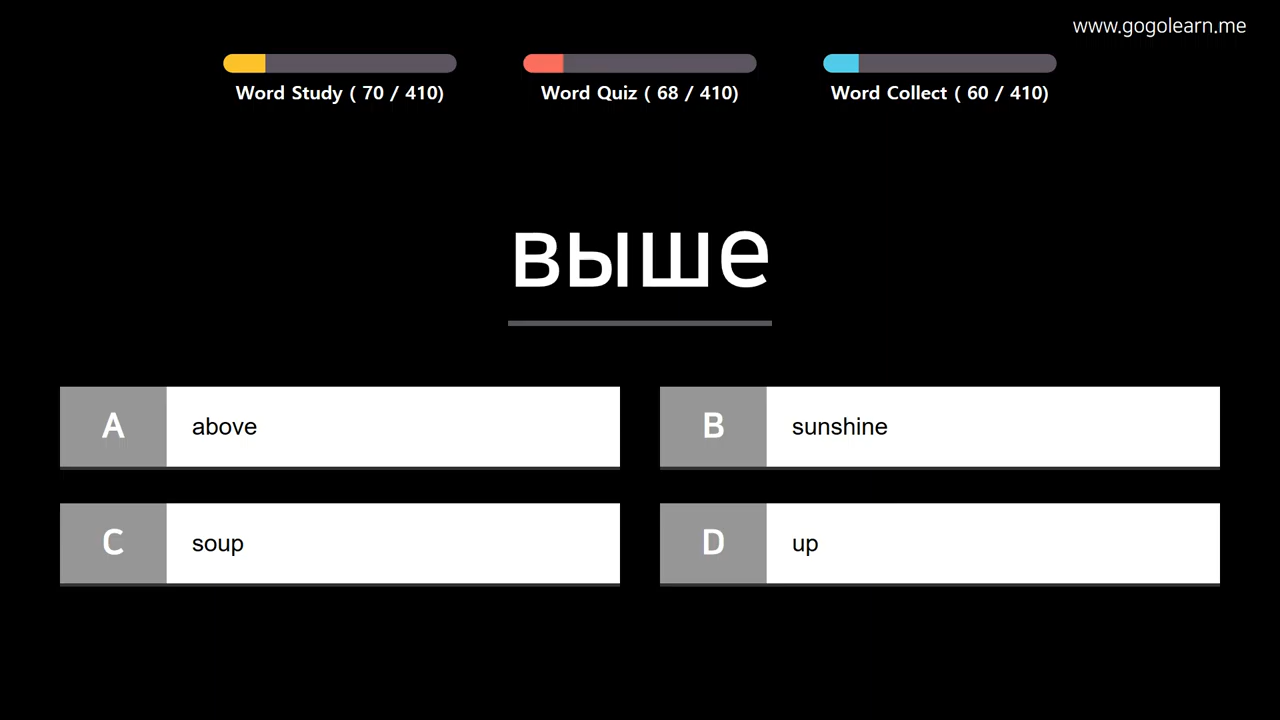 www.gogolearn.me
Word Study ( 70 / 410)
Word Quiz ( 68 / 410)
Word Collect ( 60 / 410)
выше
A above
B sunshine
C soup
D up